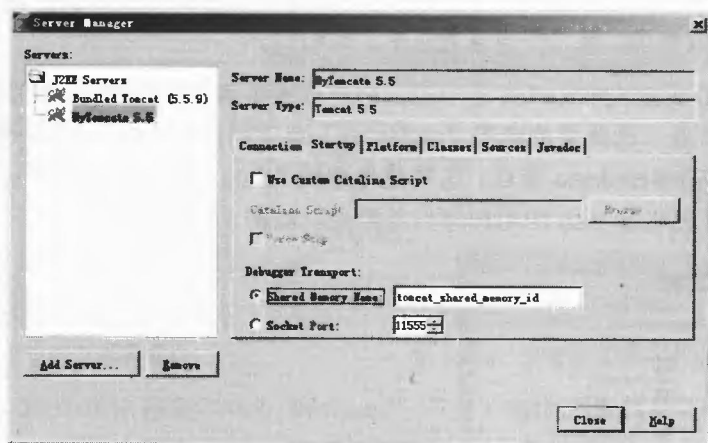 Server Manager
Servers:
J2EE Servers
Bundled Tomcat (5.5.9)
MyTomcats 5.5
Server Name: MyTomcats 5.5
Server Type: Tomcat 5 5
Connection Startup Platform Classes Sources Javadoc
Use Custom Catalina Script
Catalina Script: Browse...
Force Stop
Debugger Transport:
Shared Memory Name: tomcat_shared_memory_id
Socket Port: 11555
Add Server... Remove
Close Help